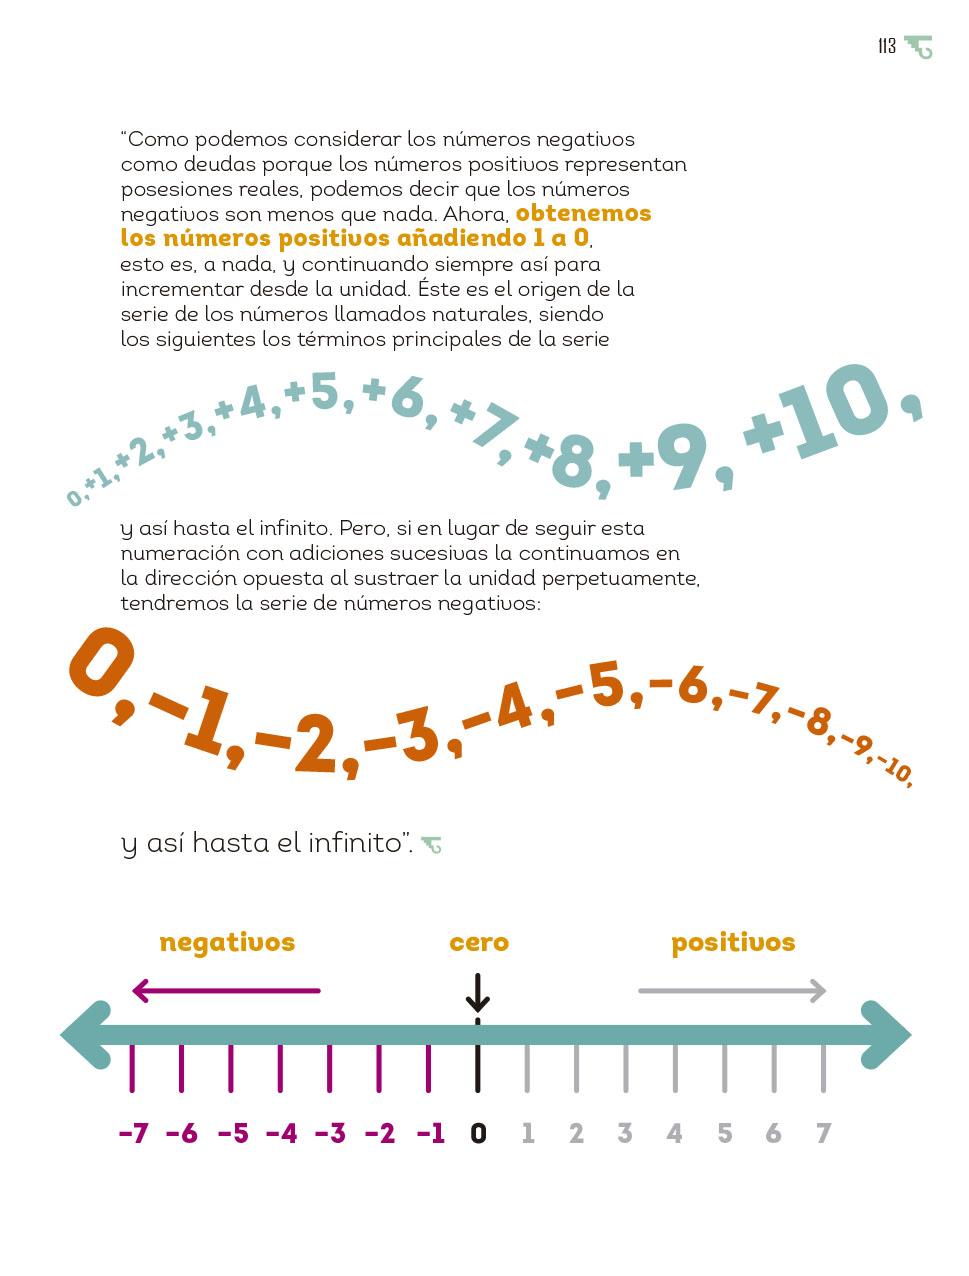 113
“Como podemos considerar los números negativos
como deudas porque los números positivos representan
posesiones reales, podemos decir que los números
negativos son menos que nada. Ahora, obtenemos
los números positivos añadiendo 1 a 0,
esto es, a nada, y continuando siempre así para
incrementar desde la unidad. Éste es el origen de la
serie de los números llamados naturales, siendo
los siguientes los términos principales de la serie
0,+1,+2,+3,+4,+5,+6,+7,+8,+9,+10,
y así hasta el infinito. Pero, si en lugar de seguir esta
numeración con adiciones sucesivas la continuamos en
la dirección opuesta al sustraer la unidad perpetuamente,
tendremos la serie de números negativos:
0,-1,-2,-3,-4,-5,-6,-7,-8,-9,-10,
y así hasta el infinito”.
negativos cero positivos
-7 -6 -5 -4 -3 -2 -1 0 1 2 3 4 5 6 7